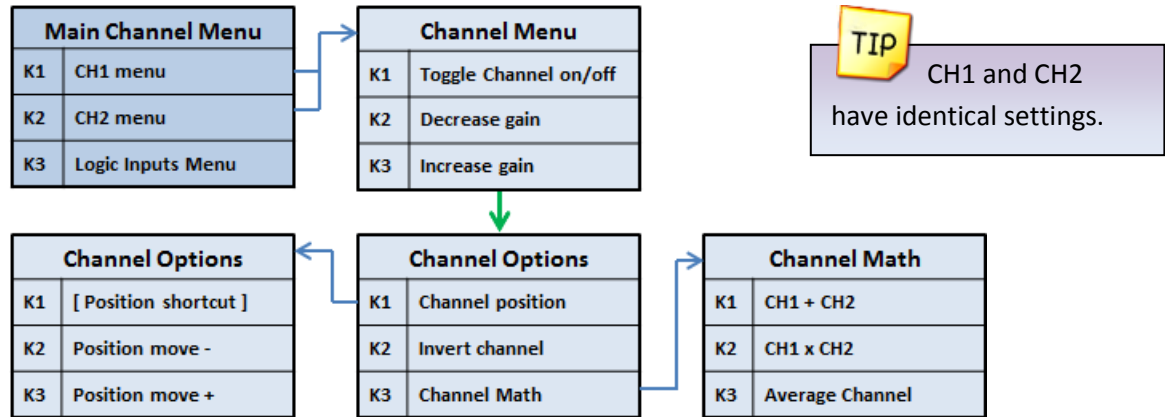 Main Channel Menu
K1 CH1 menu
K2 CH2 menu
K3 Logic Inputs Menu
Channel Menu
K1 Toggle Channel on/off
K2 Decrease gain
K3 Increase gain
TIP
CH1 and CH2
have identical settings.
Channel Options
K1 [ Position shortcut ]
K2 Position move -
K3 Position move +
Channel Options
K1 Channel position
K2 Invert channel
K3 Channel Math
Channel Math
K1 CH1 + CH2
K2 CH1 x CH2
K3 Average Channel